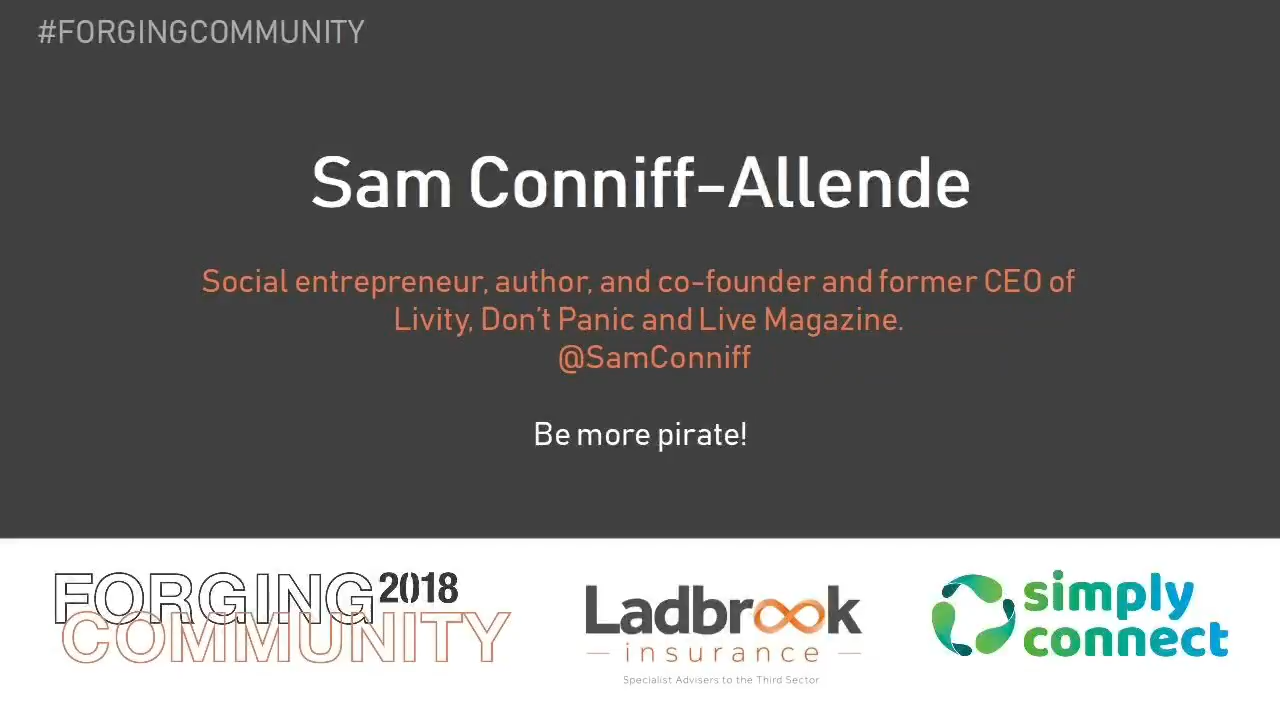 #FORGINGCOMMUNITY
Sam Conniff-Allende
Social entrepreneur, author, and co-founder and former CEO of
Livity, Don't Panic and Live Magazine.
@SamConniff
Be more pirate!
FORGING 2018
COMMUNITY
Ladbrook
insurance
Specialist Advisers to the Third Sector
simply
connect